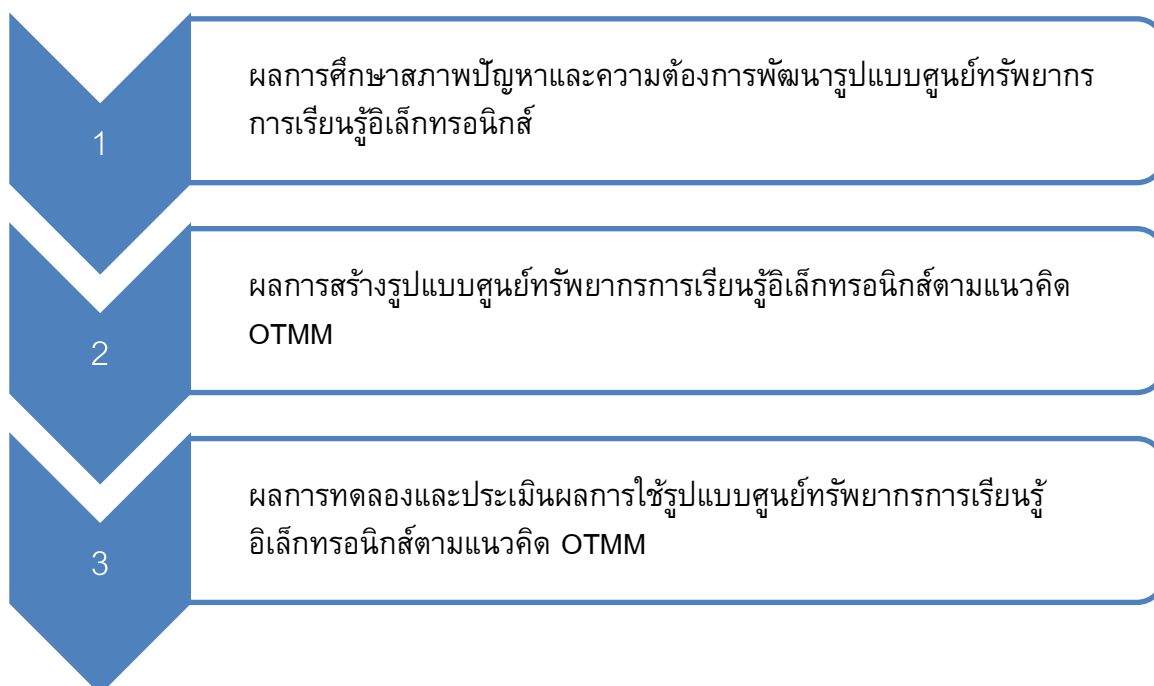 1
ผลการศึกษาสภาพปัญหาและความต้องการพัฒนารูปแบบศูนย์ทรัพยากร
การเรียนรู้อิเล็กทรอนิกส์
2
ผลการสร้างรูปแบบศูนย์ทรัพยากรการเรียนรู้อิเล็กทรอนิกส์ตามแนวคิด
OTMM
3
ผลการทดลองและประเมินผลการใช้รูปแบบศูนย์ทรัพยากรการเรียนรู้
อิเล็กทรอนิกส์ตามแนวคิด OTMM